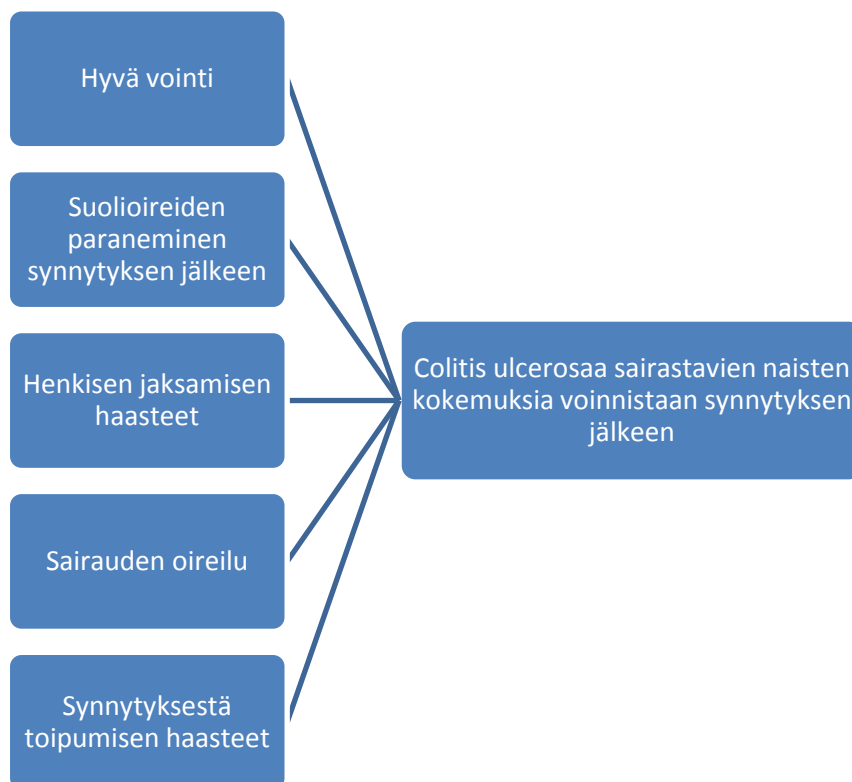 Hyvä vointi
Suolioireiden
paraneminen
synnytyksen jälkeen
Henkisen jaksamisen
haasteet
Sairauden oireilu
Synnytyksestä
toipumisen haasteet
Colitis ulcerosaa sairastavien naisten
kokemuksia voinnistaan synnytyksen
jälkeen